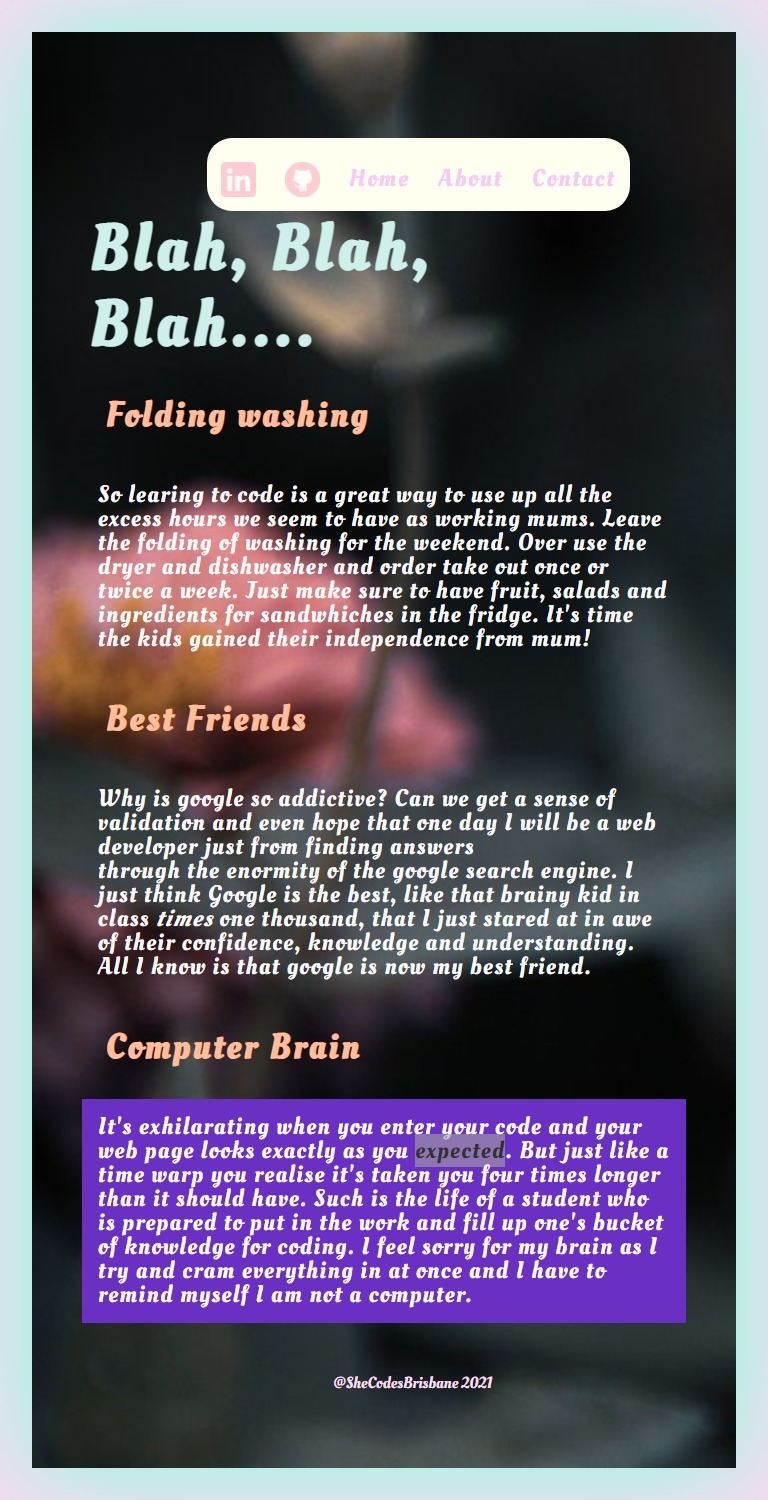 in Home About Contact
Blah, Blah,
Blah....
Folding washing
So learing to code is a great way to use up all the
excess hours we seem to have as working mums. Leave
the folding of washing for the weekend. Over use the
dryer and dishwasher and order take out once or
twice a week. Just make sure to have fruit, salads and
ingredients for sandwhiches in the fridge. It's time
the kids gained their independence from mum!
Best Friends
Why is google so addictive? Can we get a sense of
validation and even hope that one day I will be a web
developer just from finding answers
through the enormity of the google search engine. I
just think Google is the best, like that brainy kid in
class times one thousand, that I just stared at in awe
of their confidence, knowledge and understanding.
All I know is that google is now my best friend.
Computer Brain
It's exhilarating when you enter your code and your
web page looks exactly as you expected. But just like a
time warp you realise it's taken you four times longer
than it should have. Such is the life of a student who
is prepared to put in the work and fill up one's bucket
of knowledge for coding. I feel sorry for my brain as I
try and cram everything in at once and I have to
remind myself I am not a computer.
@SheCodesBrisbane 2021